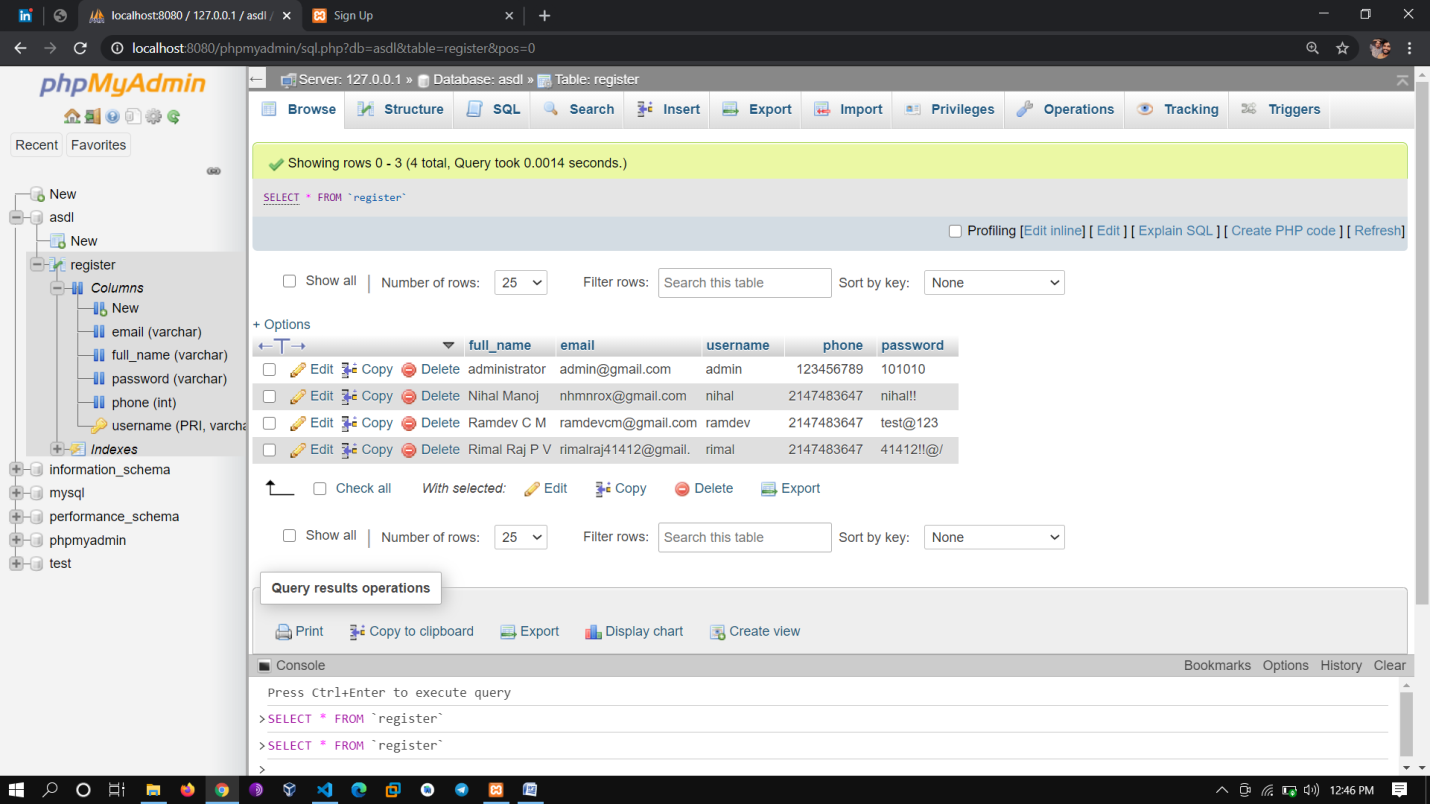 localhost:8080 / 127.0.0.1 / asdl /
Sign Up
localhost:8080/phpmyadmin/sql.php?db=asdl&table=register&pos=0
phpMyAdmin
Recent Favorites
New
asdl
New
register
Columns
New
email (varchar)
full_name (varchar)
password (varchar)
phone (int)
username (PRI, varcha
Indexes
information_schema
mysql
performance_schema
phpmyadmin
test
Server: 127.0.0.1 » Database: asdl » Table: register
Browse Structure SQL Search Insert Export Import Privileges Operations Tracking Triggers
Showing rows 0 - 3 (4 total, Query took 0.0014 seconds.)
SELECT * FROM `register`
Profiling [Edit inline] [ Edit ] [ Explain SQL ] [ Create PHP code ] [ Refresh]
Show all | Number of rows: 25 Filter rows: Search this table Sort by key: None
+ Options
←T→ full_name email username phone password
Edit Copy Delete administrator admin@gmail.com admin 123456789 101010
Edit Copy Delete Nihal Manoj nhmnrox@gmail.com nihal 2147483647 nihal!!
Edit Copy Delete Ramdev C M ramdevcm@gmail.com ramdev 2147483647 test@123
Edit Copy Delete Rimal Raj P V rimalraj41412@gmail. rimal 2147483647 41412!!@/
Check all With selected: Edit Copy Delete Export
Show all | Number of rows: 25 Filter rows: Search this table Sort by key: None
Query results operations
Print Copy to clipboard Export Display chart Create view
Console Bookmarks Options History Clear
Press Ctrl+Enter to execute query
>SELECT * FROM `register`
>SELECT * FROM `register`
>
12:46 PM